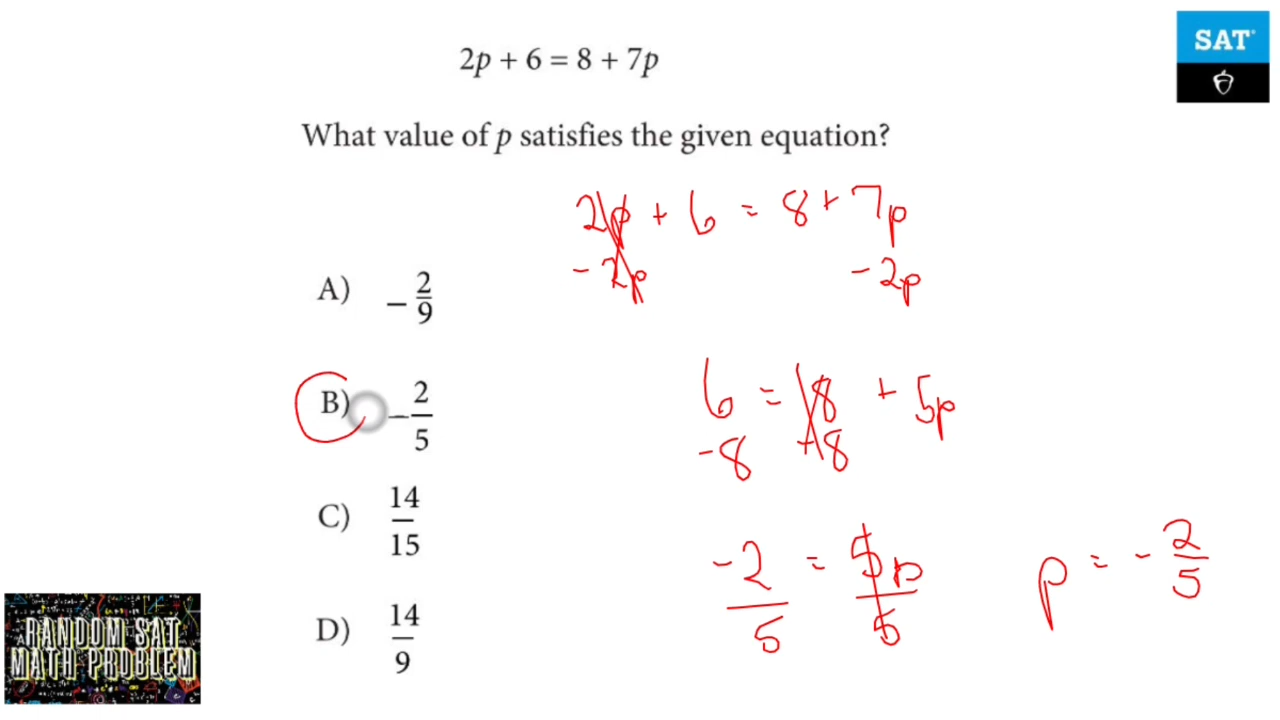 SAT
2p + 6 = 8 + 7p
What value of p satisfies the given equation?
2p + 6 = 8 + 7p
- 2p - 2p
A) - 2/9
6 = 8 + 5p
-8 -8
B) - 2/5
C) 14/15
-2/5 = 5p/5
p = - 2/5
D) 14/9
RANDOM SAT
MATH PROBLEM